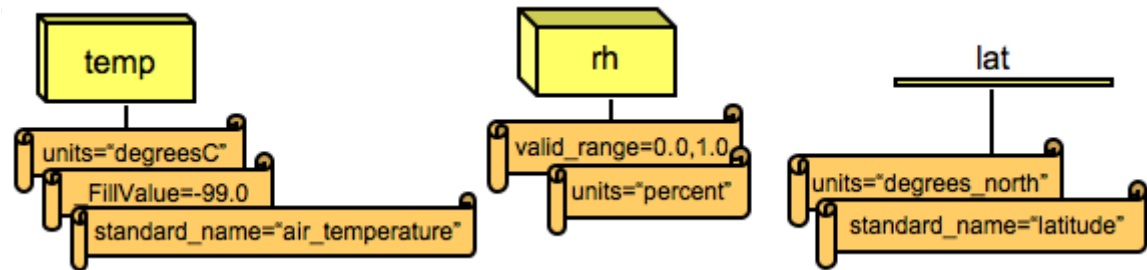 temp
units=“degreesC”
_FillValue=-99.0
standard_name=“air_temperature”
rh
valid_range=0.0,1.0
units=“percent”
lat
units=“degrees_north”
standard_name=“latitude”